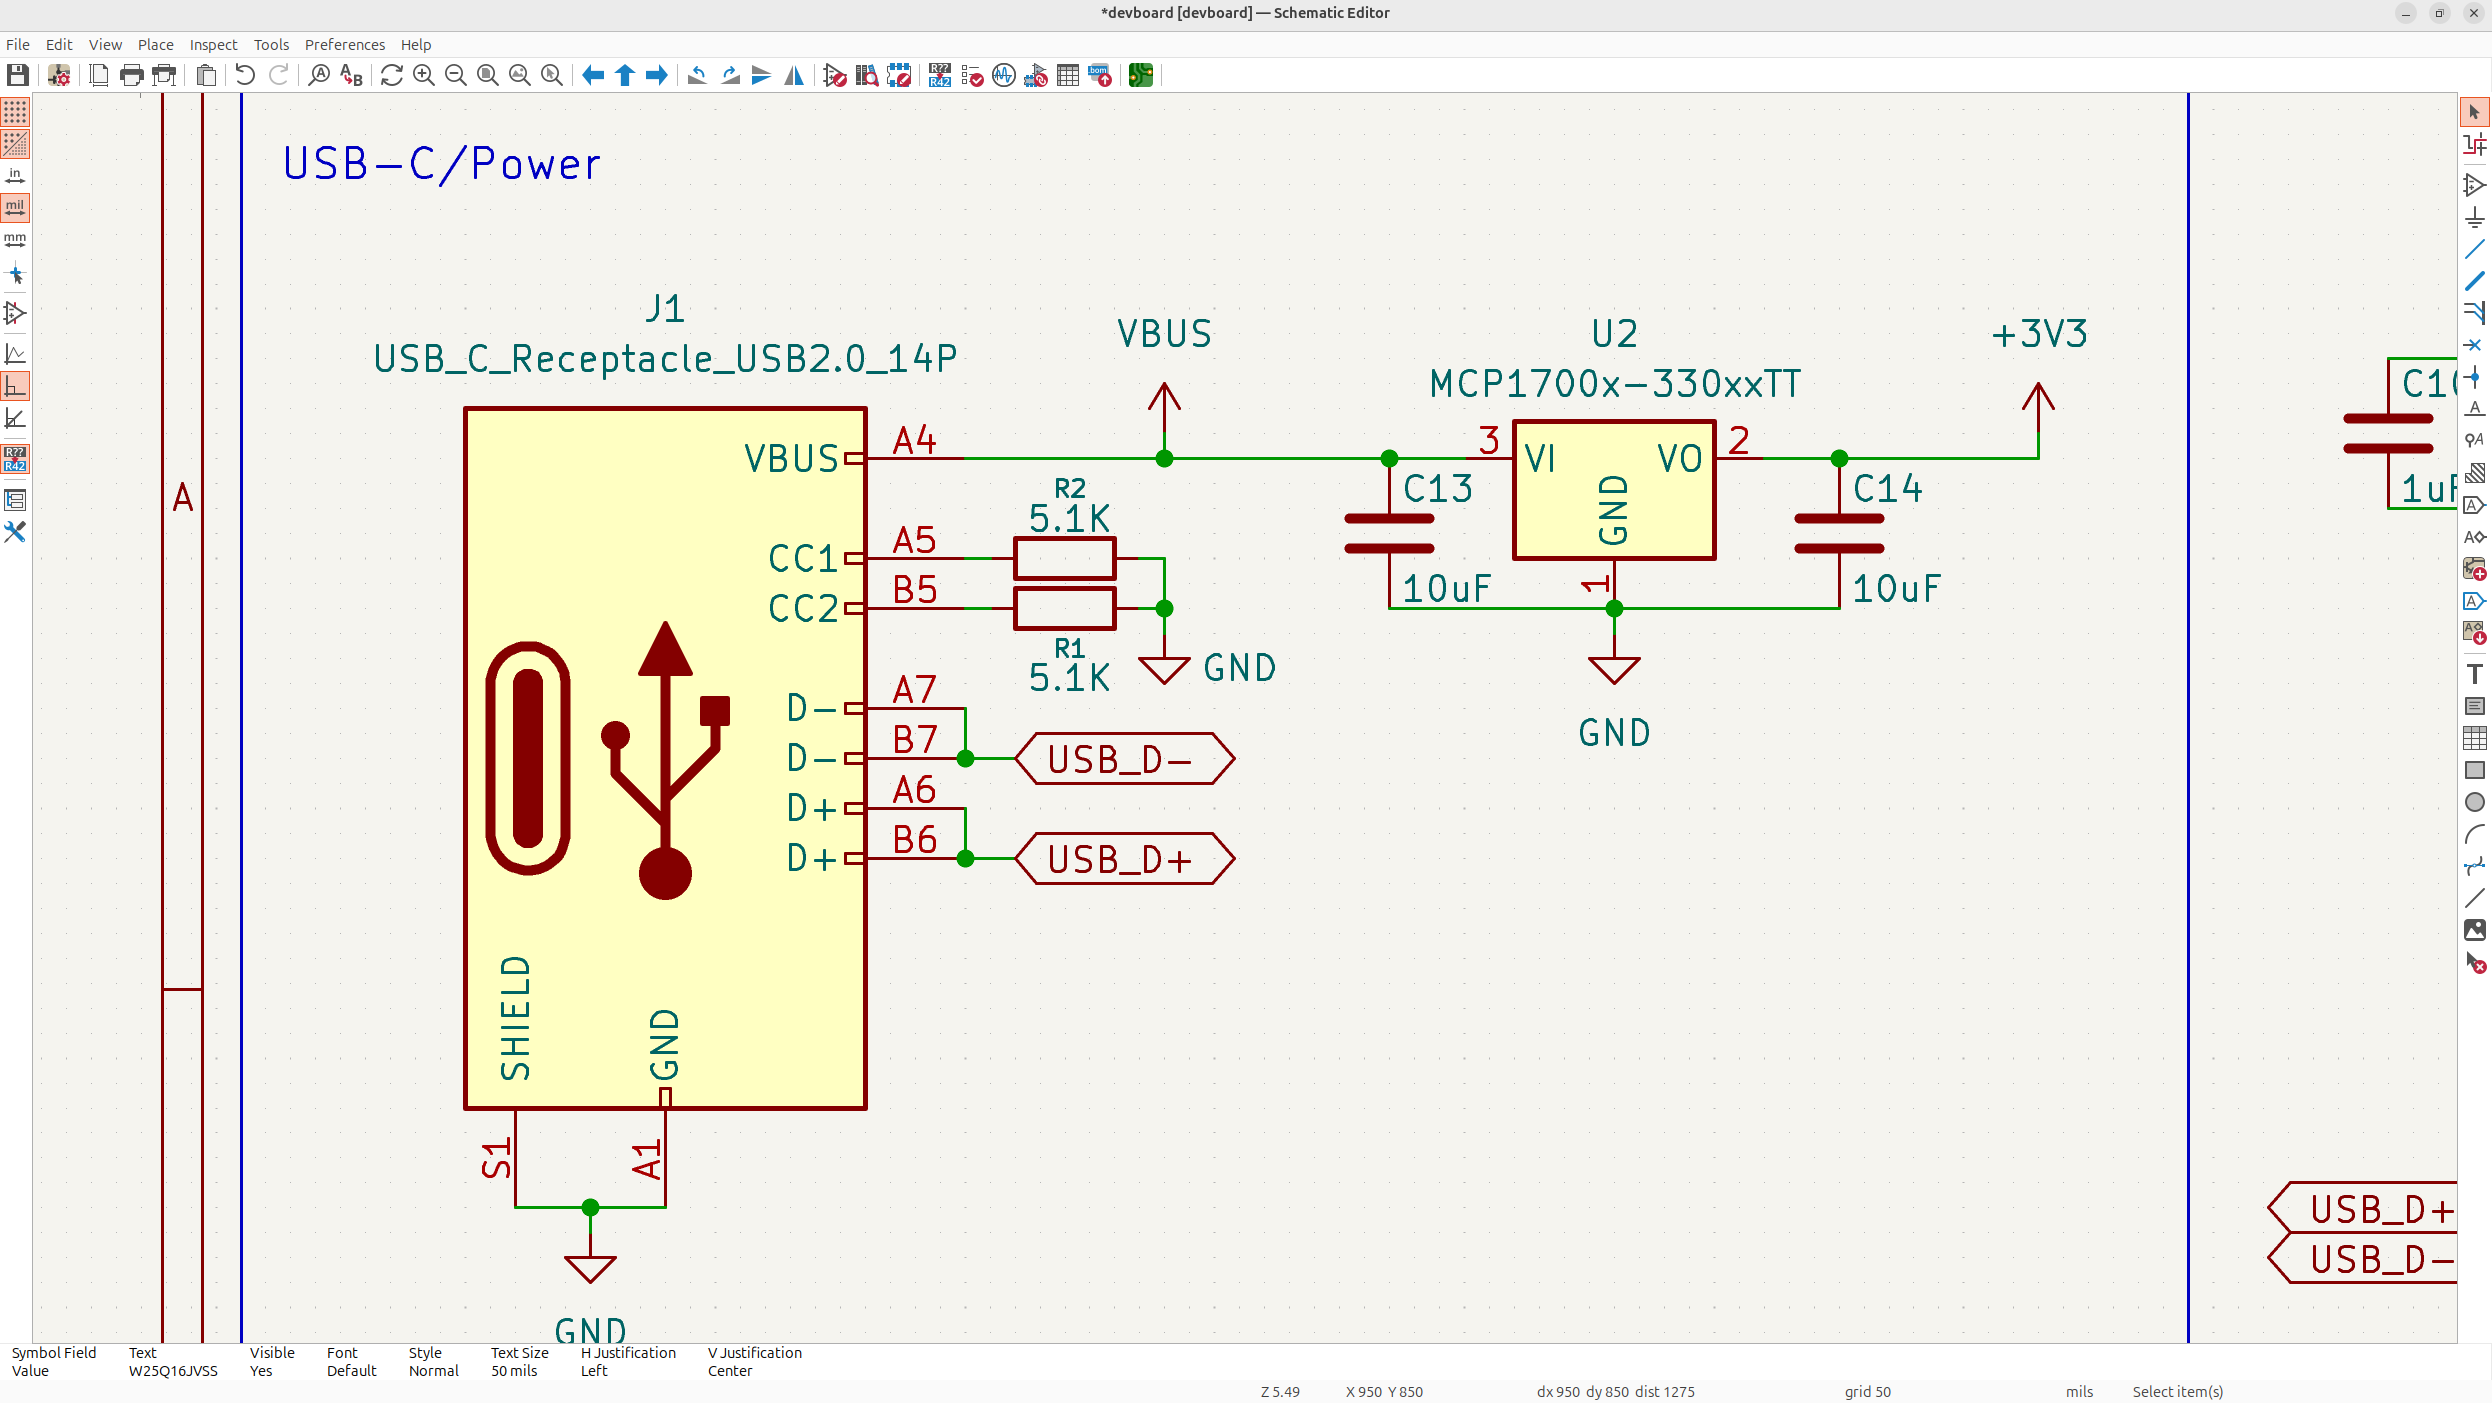 *devboard [devboard] — Schematic Editor
File Edit View Place Inspect Tools Preferences Help
in
mil
mm
R??
R42
A
USB-C/Power
J1
USB_C_Receptacle_USB2.0_14P
VBUS
CC1
CC2
D-
D-
D+
D+
SHIELD
GND
A4
A5
B5
A7
B7
A6
B6
S1
A1
GND
R2
5.1K
R1
5.1K
VBUS
GND
USB_D-
USB_D+
C13
10uF
U2
MCP1700x-330xxTT
3
VI
VO
2
GND
1
GND
C14
10uF
+3V3
USB_D+
USB_D-
Symbol Field Text Visible Font Style Text Size H Justification V Justification
Value W25Q16JVSS Yes Default Normal 50 mils Left Center
Z 5.49 X 950 Y 850 dx 950 dy 850 dist 1275 grid 50 mils Select item(s)